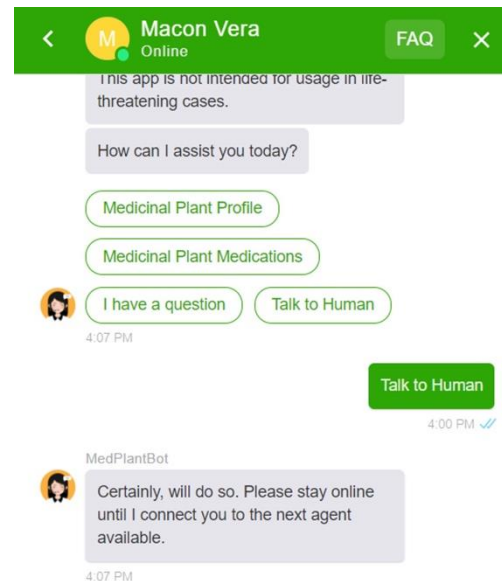 Macon Vera
M
Online
FAQ
This app is not intended for usage in life-
threatening cases.
How can I assist you today?
Medicinal Plant Profile
Medicinal Plant Medications
I have a question
Talk to Human
4:07 PM
Talk to Human
4:00 PM
MedPlantBot
Certainly, will do so. Please stay online
until I connect you to the next agent
available.
4:07 PM